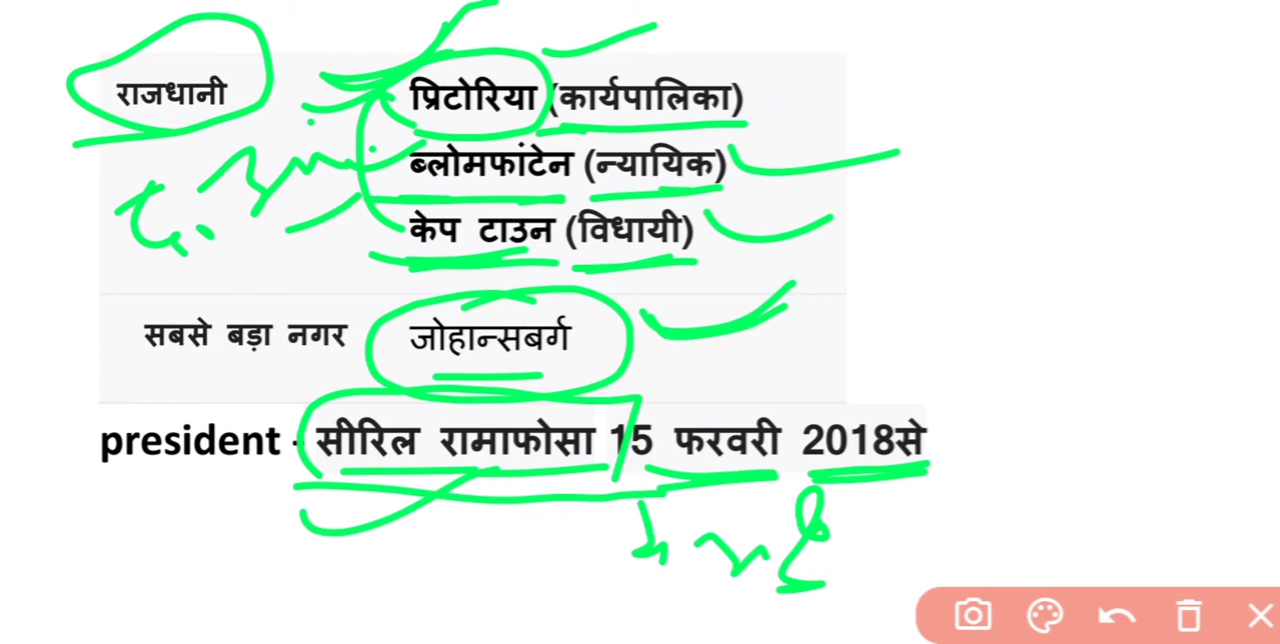 राजधानी प्रिटोरिया (कार्यपालिका)
ब्लोमफांटेन (न्यायिक)
केप टाउन (विधायी)
सबसे बड़ा नगर जोहान्सबर्ग
president - सीरिल रामाफोसा 15 फरवरी 2018से